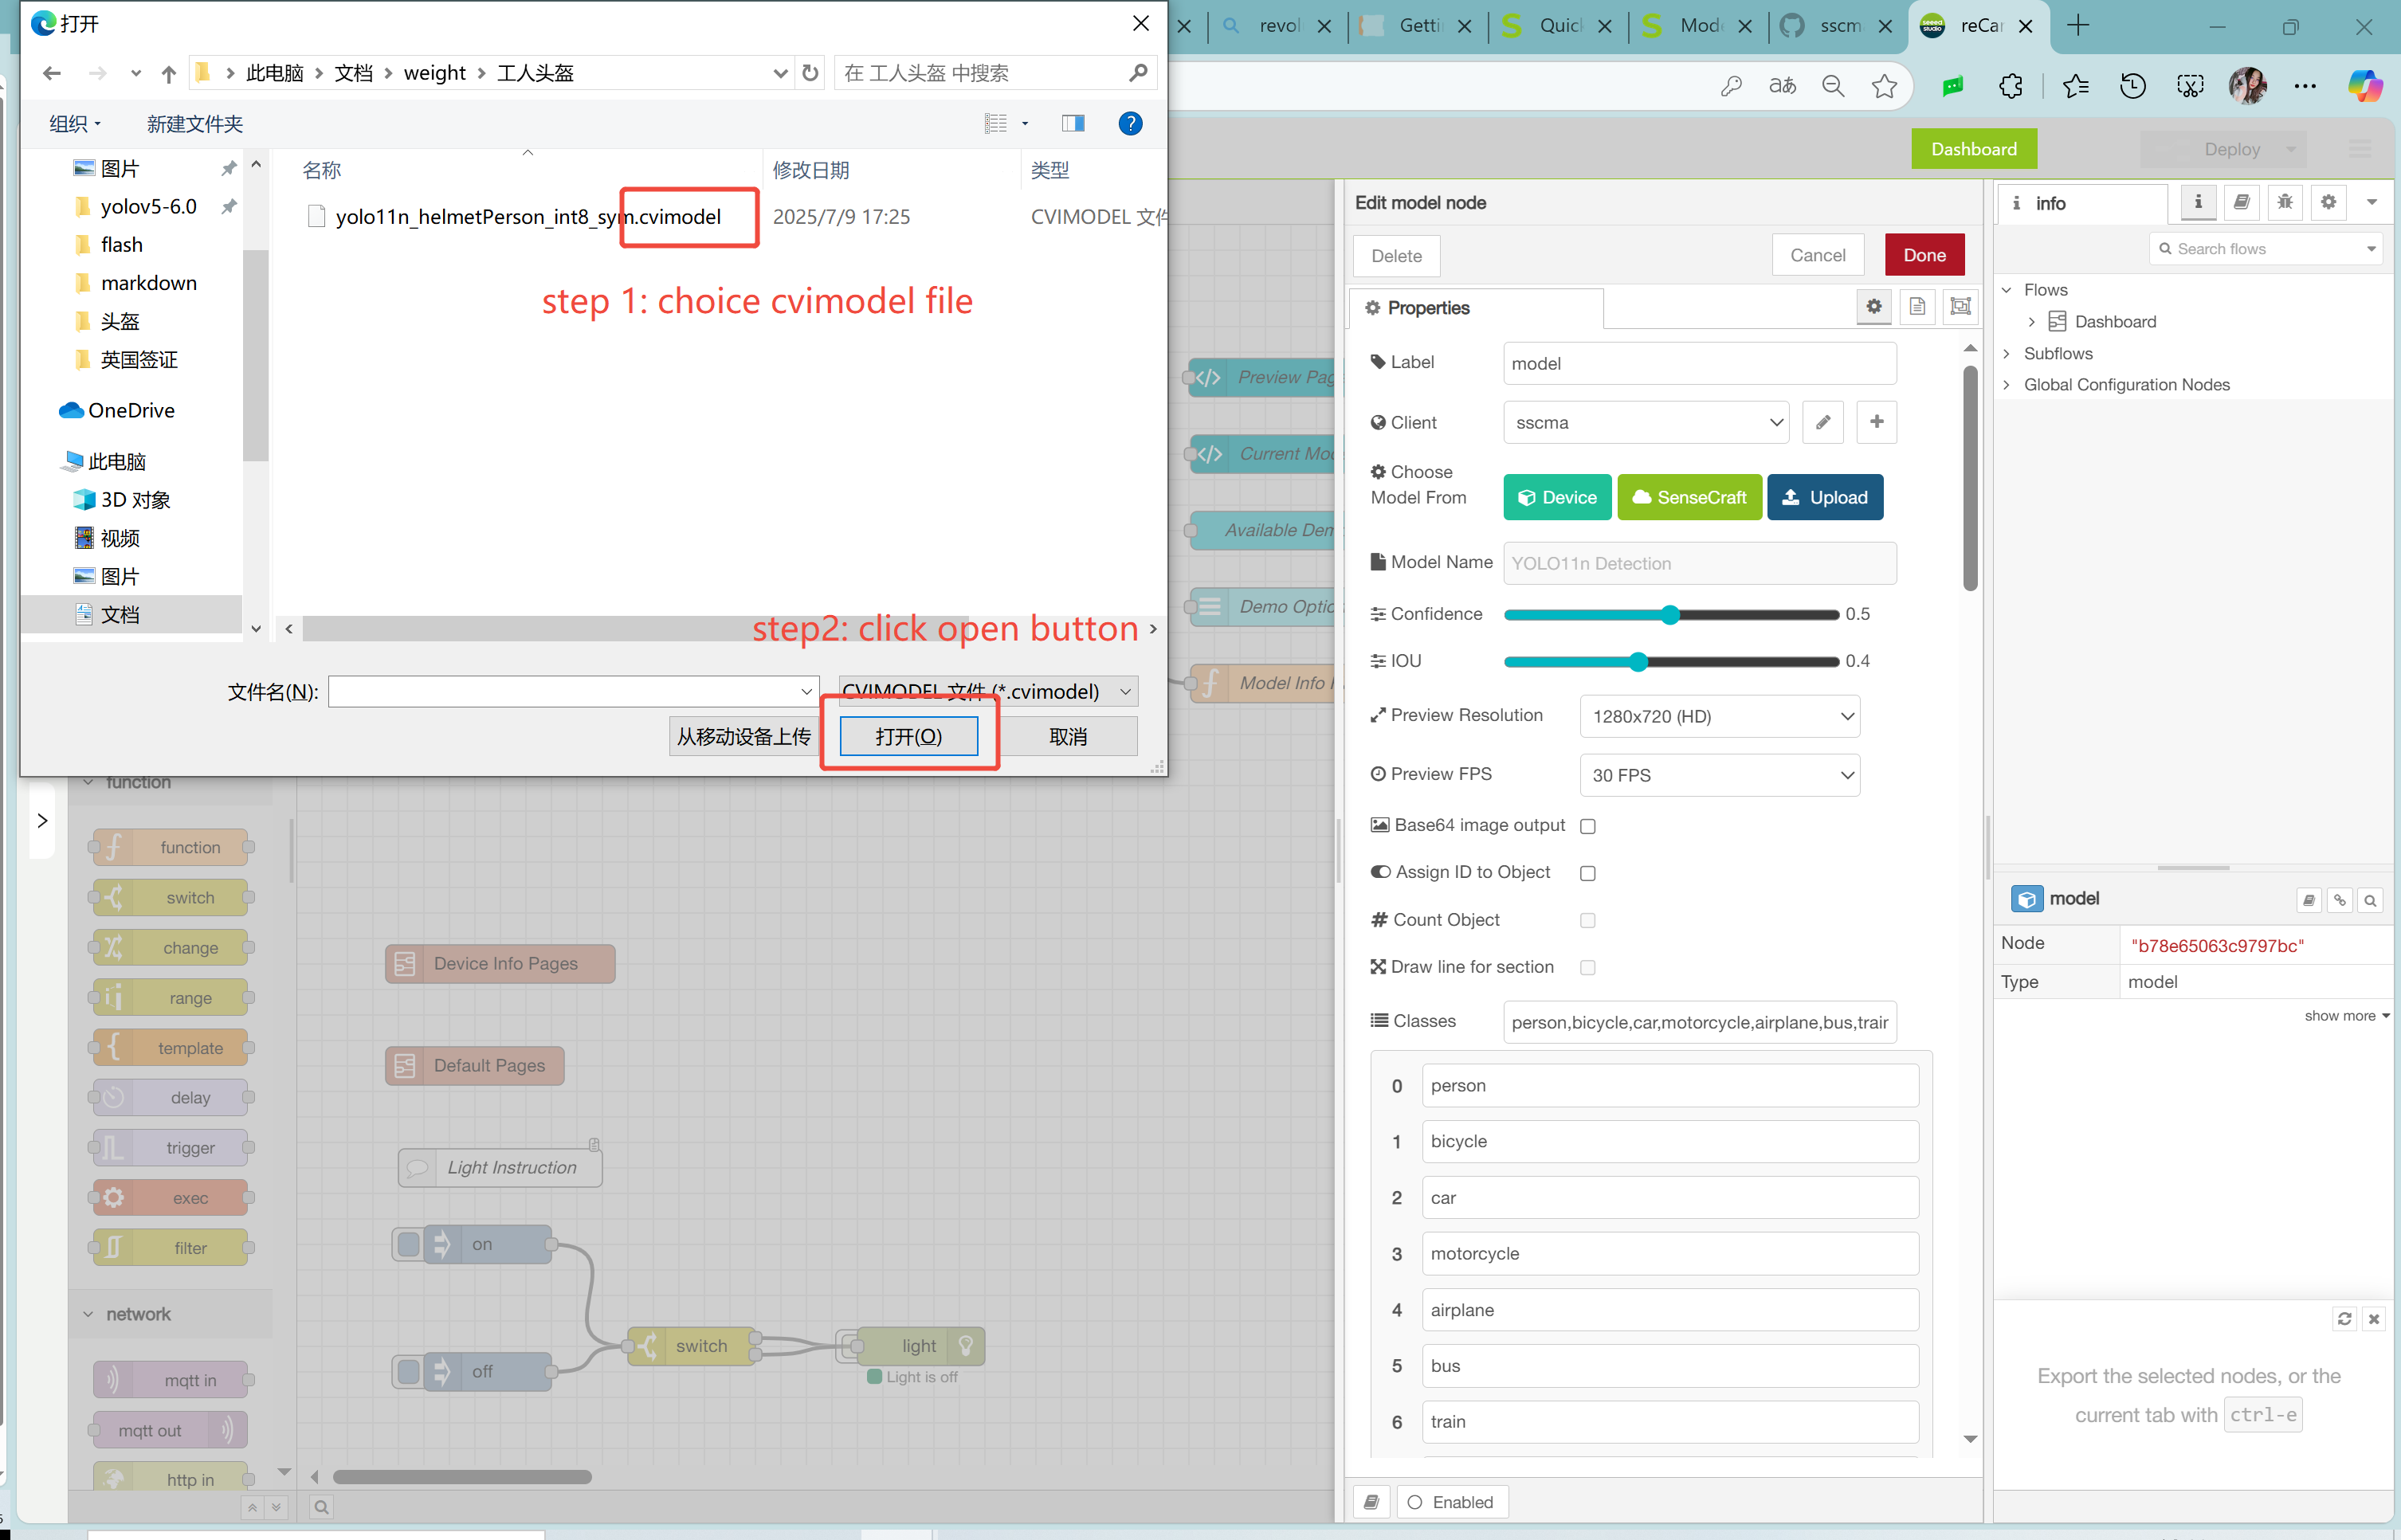 打开
revol
Getti
Quic
Mode
sscm
reCar
此电脑 文档 weight 工人头盔
在 工人头盔 中搜索
组织
新建文件夹
名称
修改日期
类型
图片
yolov5-6.0
flash
markdown
头盔
英国签证
OneDrive
此电脑
3D 对象
视频
图片
文档
yolo11n_helmetPerson_int8_sym.cvimodel
2025/7/9 17:25
CVIMODEL 文件
step 1: choice cvimodel file
step2: click open button
文件名(N):
CVIMODEL 文件 (*.cvimodel)
从移动设备上传
打开(O)
取消
Dashboard
Deploy
Preview Pag
Current Mod
Available Dem
Demo Optio
Model Info
function
function
switch
change
range
template
delay
trigger
exec
filter
network
mqtt in
mqtt out
http in
Device Info Pages
Default Pages
Light Instruction
on
off
switch
light
Light is off
Edit model node
Delete
Cancel
Done
Properties
Label
model
Client
sscma
Choose
Model From
Device
SenseCraft
Upload
Model Name
YOLO11n Detection
Confidence
0.5
IOU
0.4
Preview Resolution
1280x720 (HD)
Preview FPS
30 FPS
Base64 image output
Assign ID to Object
Count Object
Draw line for section
Classes
person,bicycle,car,motorcycle,airplane,bus,train
0 person
1 bicycle
2 car
3 motorcycle
4 airplane
5 bus
6 train
Enabled
info
Search flows
Flows
Dashboard
Subflows
Global Configuration Nodes
model
Node
"b78e65063c9797bc"
Type
model
show more
Export the selected nodes, or the
current tab with ctrl-e